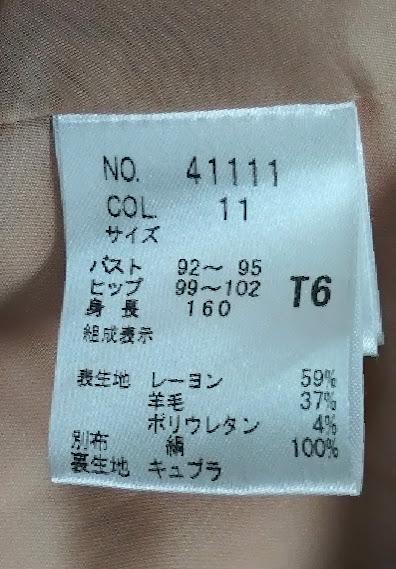 NO. 41111
COL. 11
サイズ
バスト 92～ 95
ヒップ 99～102 T6
身長 160
組成表示
表生地 レーヨン 59%
羊毛 37%
ポリウレタン 4%
別布 絹 100%
裏生地 キュプラ